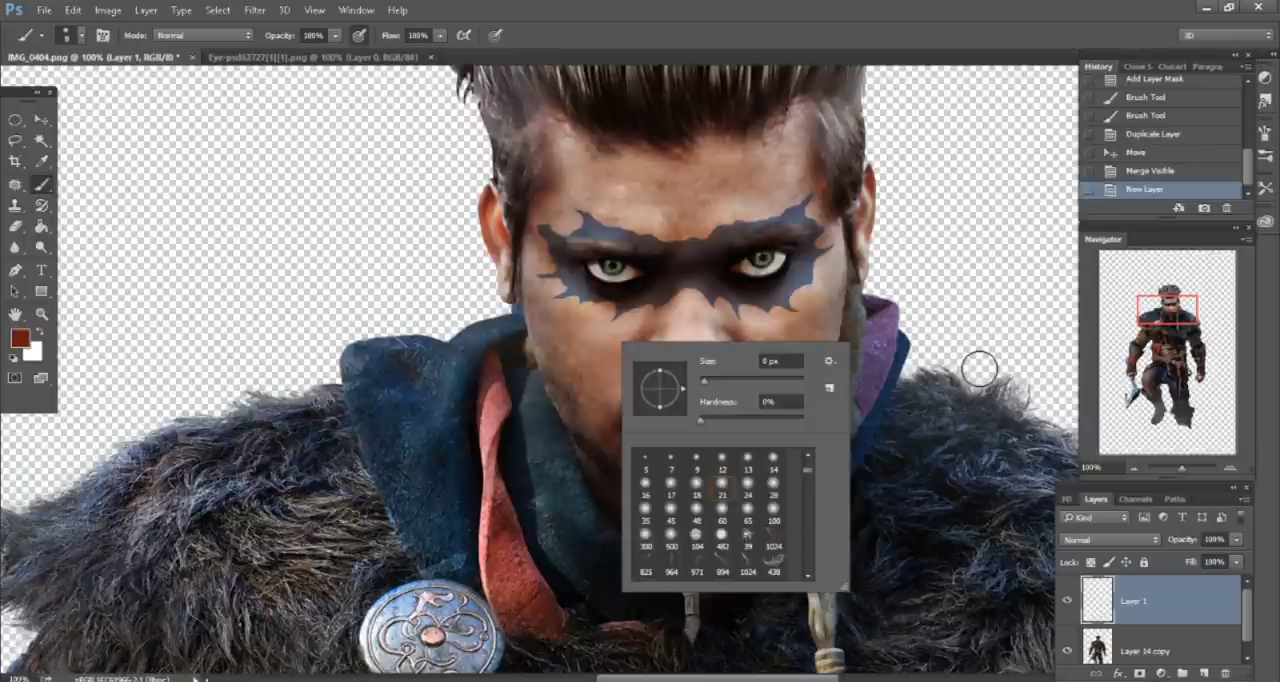 Ps File Edit Image Layer Type Select Filter 3D View Window Help
Mode: Normal Opacity: 100% Flow: 100% 3D
IMG_0404.png @ 100% (Layer 1, RGB/8) * × Eye-psd63727[1][1].png @ 100% (Layer 0, RGB/8#) ×
History
Add Layer Mask
Brush Tool
Brush Tool
Duplicate Layer
Move
Merge Visible
New Layer
Navigator
100%
Size: 8 px
Hardness: 0%
5 7 9 12 13 14
16 17 18 21 24 28
35 45 48 60 65 100
300 500 104 482 39 1024
825 964 971 894 1024 438
3D Layers Channels Paths
Kind
Normal Opacity: 100%
Lock: Fill: 100%
Layer 1
Layer 14 copy
100%